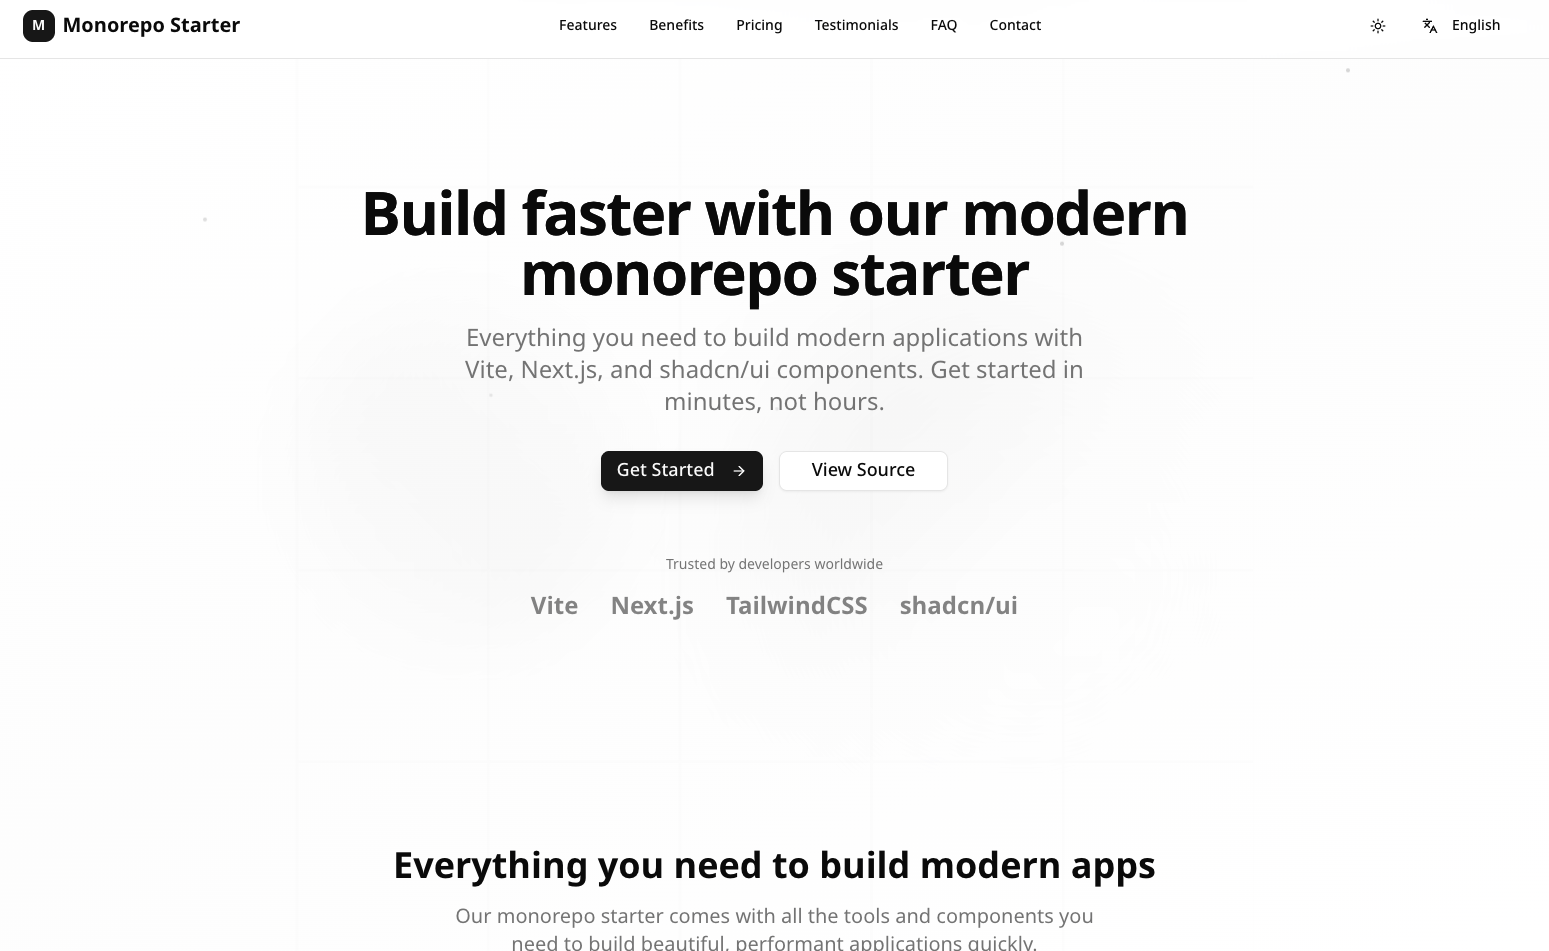 M Monorepo Starter
Features Benefits Pricing Testimonials FAQ Contact
English
Build faster with our modern
monorepo starter
Everything you need to build modern applications with
Vite, Next.js, and shadcn/ui components. Get started in
minutes, not hours.
Get Started → View Source
Trusted by developers worldwide
Vite Next.js TailwindCSS shadcn/ui
Everything you need to build modern apps
Our monorepo starter comes with all the tools and components you
need to build beautiful, performant applications quickly.